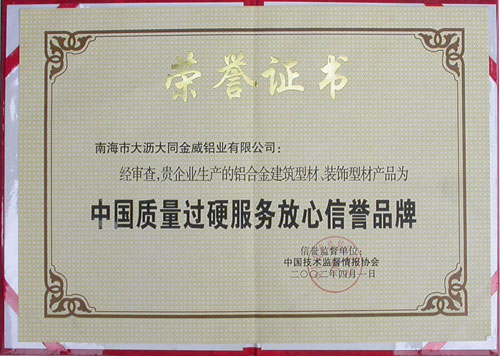 荣誉证书
南海市大沥大同金威铝业有限公司：
经审查，贵企业生产的铝合金建筑型材、装饰型材产品为
中国质量过硬服务放心信誉品牌
信誉监督单位：
中国技术监督情报协会
二〇〇二年四月一日